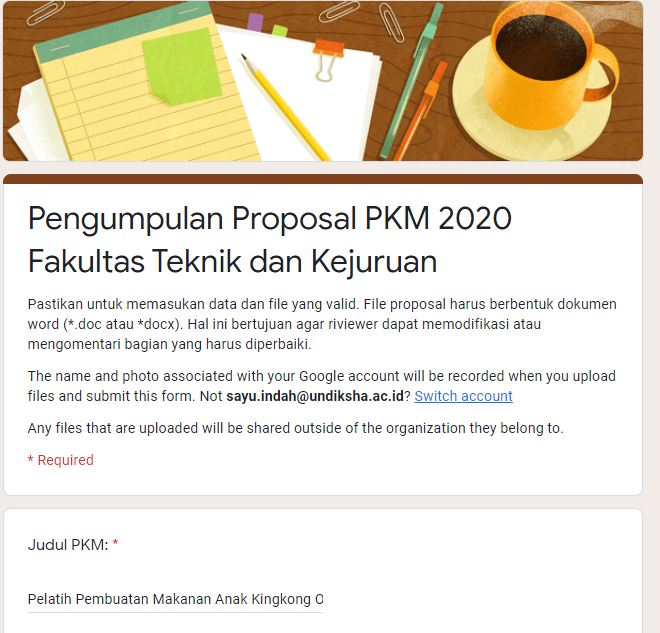 Pengumpulan Proposal PKM 2020
Fakultas Teknik dan Kejuruan
Pastikan untuk memasukan data dan file yang valid. File proposal harus berbentuk dokumen
word (*.doc atau *docx). Hal ini bertujuan agar riviewer dapat memodifikasi atau
mengomentari bagian yang harus diperbaiki.
The name and photo associated with your Google account will be recorded when you upload
files and submit this form. Not sayu.indah@undiksha.ac.id? Switch account
Any files that are uploaded will be shared outside of the organization they belong to.
* Required
Judul PKM: *
Pelatih Pembuatan Makanan Anak Kingkong O